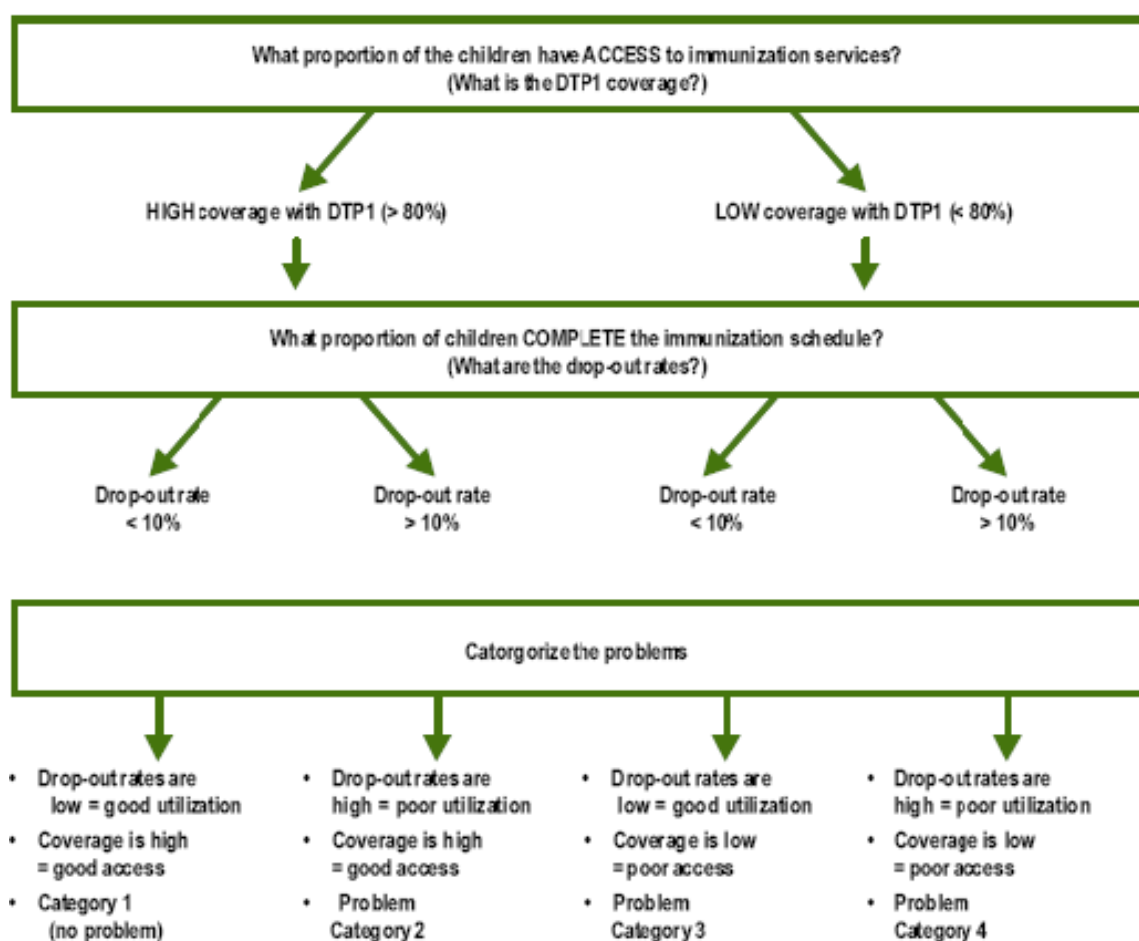 What proportion of the children have ACCESS to immunization services?
(What is the DTP1 coverage?)
HIGH coverage with DTP1 (> 80%)
LOW coverage with DTP1 (< 80%)
What proportion of children COMPLETE the immunization schedule?
(What are the drop-out rates?)
Drop-out rate
< 10%
Drop-out rate
> 10%
Drop-out rate
< 10%
Drop-out rate
> 10%
Catorgorize the problems
• Drop-out rates are
low = good utilization
• Coverage is high
= good access
• Category 1
(no problem)
• Drop-out rates are
high = poor utilization
• Coverage is high
= good access
• Problem
Category 2
• Drop-out rates are
low = good utilization
• Coverage is low
= poor access
• Problem
Category 3
• Drop-out rates are
high = poor utilization
• Coverage is low
= poor access
• Problem
Category 4